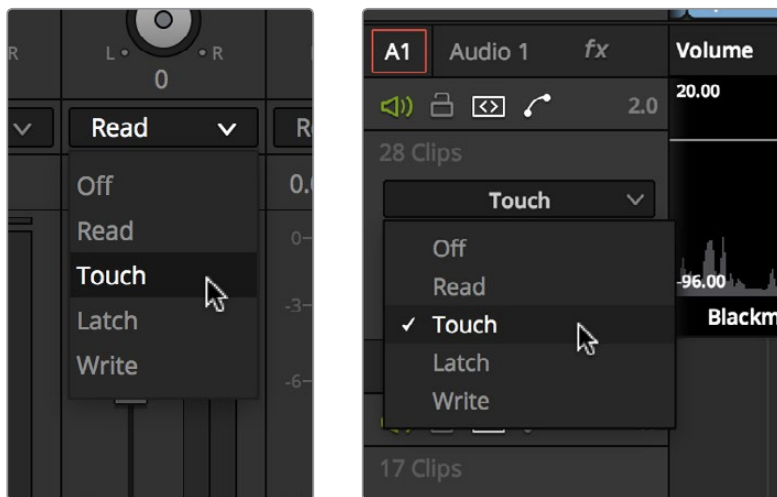 R
L
R
0
Read
Off
Read
Touch
Latch
Write
0.
0
-3
-6
A1 Audio 1 fx Volume
2.0 20.00
28 Clips
Touch
Off
Read
-96.00
✓ Touch
Blackm
Latch
Write
17 Clips